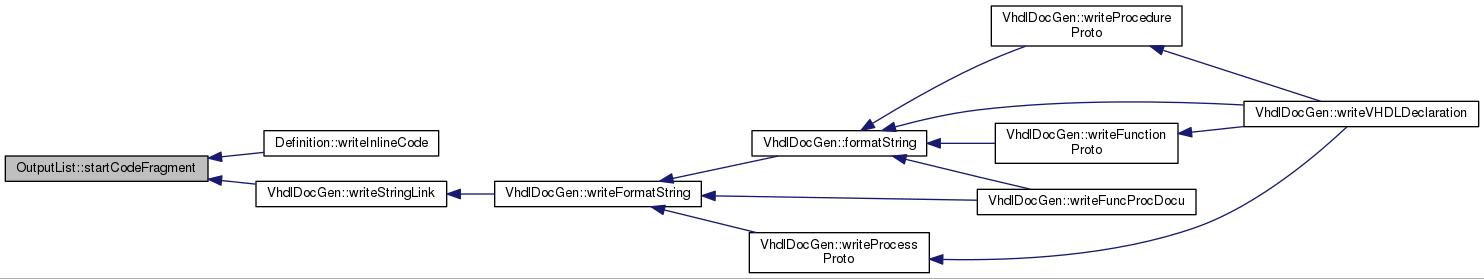 OutputList::startCodeFragment
Definition::writeInlineCode
VhdlDocGen::writeStringLink
VhdlDocGen::writeFormatString
VhdlDocGen::formatString
VhdlDocGen::writeProcess
Proto
VhdlDocGen::writeProcedure
Proto
VhdlDocGen::writeFunction
Proto
VhdlDocGen::writeFuncProcDocu
VhdlDocGen::writeVHDLDeclaration